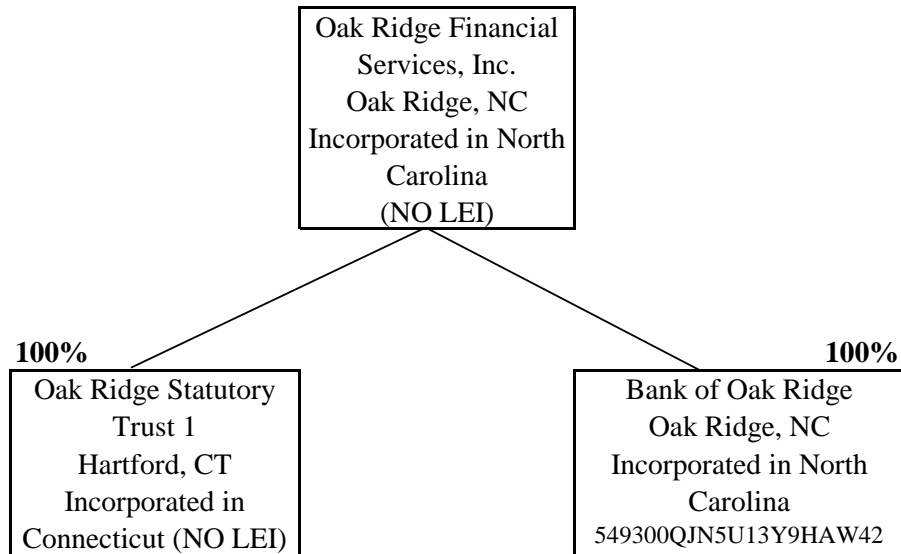 Oak Ridge Financial
Services, Inc.
Oak Ridge, NC
Incorporated in North
Carolina
(NO LEI)
100%
Oak Ridge Statutory
Trust 1
Hartford, CT
Incorporated in
Connecticut (NO LEI)
100%
Bank of Oak Ridge
Oak Ridge, NC
Incorporated in North
Carolina
549300QJN5U13Y9HAW42